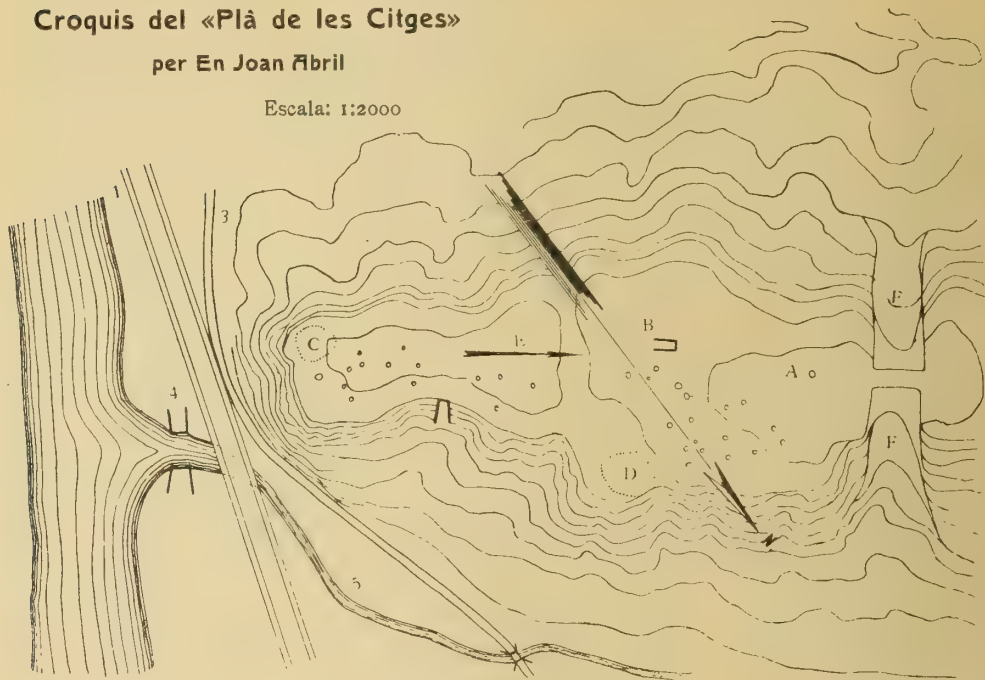 Croquis del «Plà de les Citges»
per En Joan Abril
Escala: 1:2000
1
3
4
5
C
E
B
A
D
F
F
N